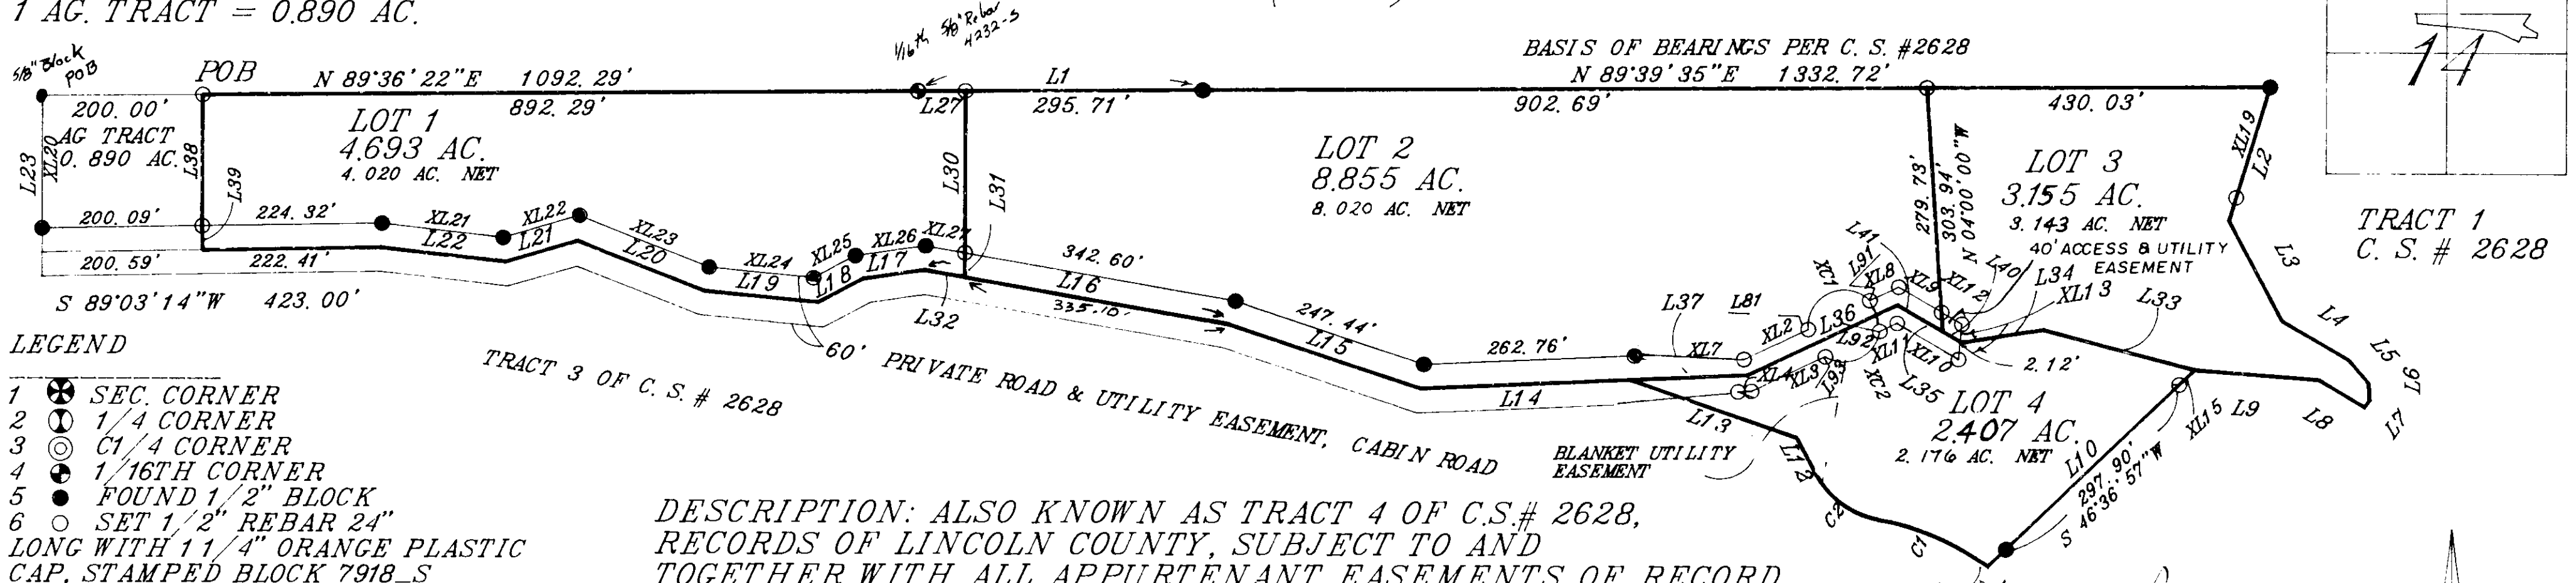 1 AG. TRACT = 0.890 AC.
5/8" Block
POB
POB
N 89°36'22"E 1092.29'
1/16th 5/8" Rebar
4232-S
L1
BASIS OF BEARINGS PER C. S. #2628
N 89°39'35"E 1332.72'
14
200.00'
892.29'
L27
295.71'
902.69'
430.03'
AG TRACT
0.890 AC.
L23
XL20
L38
L39
LOT 1
4.693 AC.
4.020 AC. NET
L30
L31
LOT 2
8.855 AC.
8.020 AC. NET
279.73'
303.94'
N 04°00'00"W
LOT 3
3.155 AC.
3.143 AC. NET
40' ACCESS & UTILITY
EASEMENT
XL19
L2
L3
L4
L5
L6
L7
TRACT 1
C. S. # 2628
200.09'
224.32'
XL21
L22
XL22
L21
XL23
L20
XL24
L19
XL25
L18
XL26
L17
XL27
342.60'
L16
335.16'
L32
247.44'
L15
262.76'
L14
L37
L81
XL7
XL2
L36
XC1
L91
L41
XL8
XL9
XL12
L40
L34
XL13
L33
XL4
XL3
L93
L92
XC2
XL11
XL10
L35
2.12'
200.59'
222.41'
S 89°03'14"W 423.00'
TRACT 3 OF C. S. # 2628
60' PRIVATE ROAD & UTILITY EASEMENT, CABIN ROAD
BLANKET UTILITY
EASEMENT
L13
L12
C2
C1
LOT 4
2.407 AC.
2.176 AC. NET
L10
297.90'
S 46°36'57"W
XL15
L9
L8
LEGEND
1 SEC. CORNER
2 1/4 CORNER
3 C1/4 CORNER
4 1/16TH CORNER
5 FOUND 1/2" BLOCK
6 SET 1/2" REBAR 24"
LONG WITH 1 1/4" ORANGE PLASTIC
CAP, STAMPED BLOCK 7918_S
DESCRIPTION: ALSO KNOWN AS TRACT 4 OF C.S.# 2628,
RECORDS OF LINCOLN COUNTY, SUBJECT TO AND
TOGETHER WITH ALL APPURTENANT EASEMENTS OF RECORD